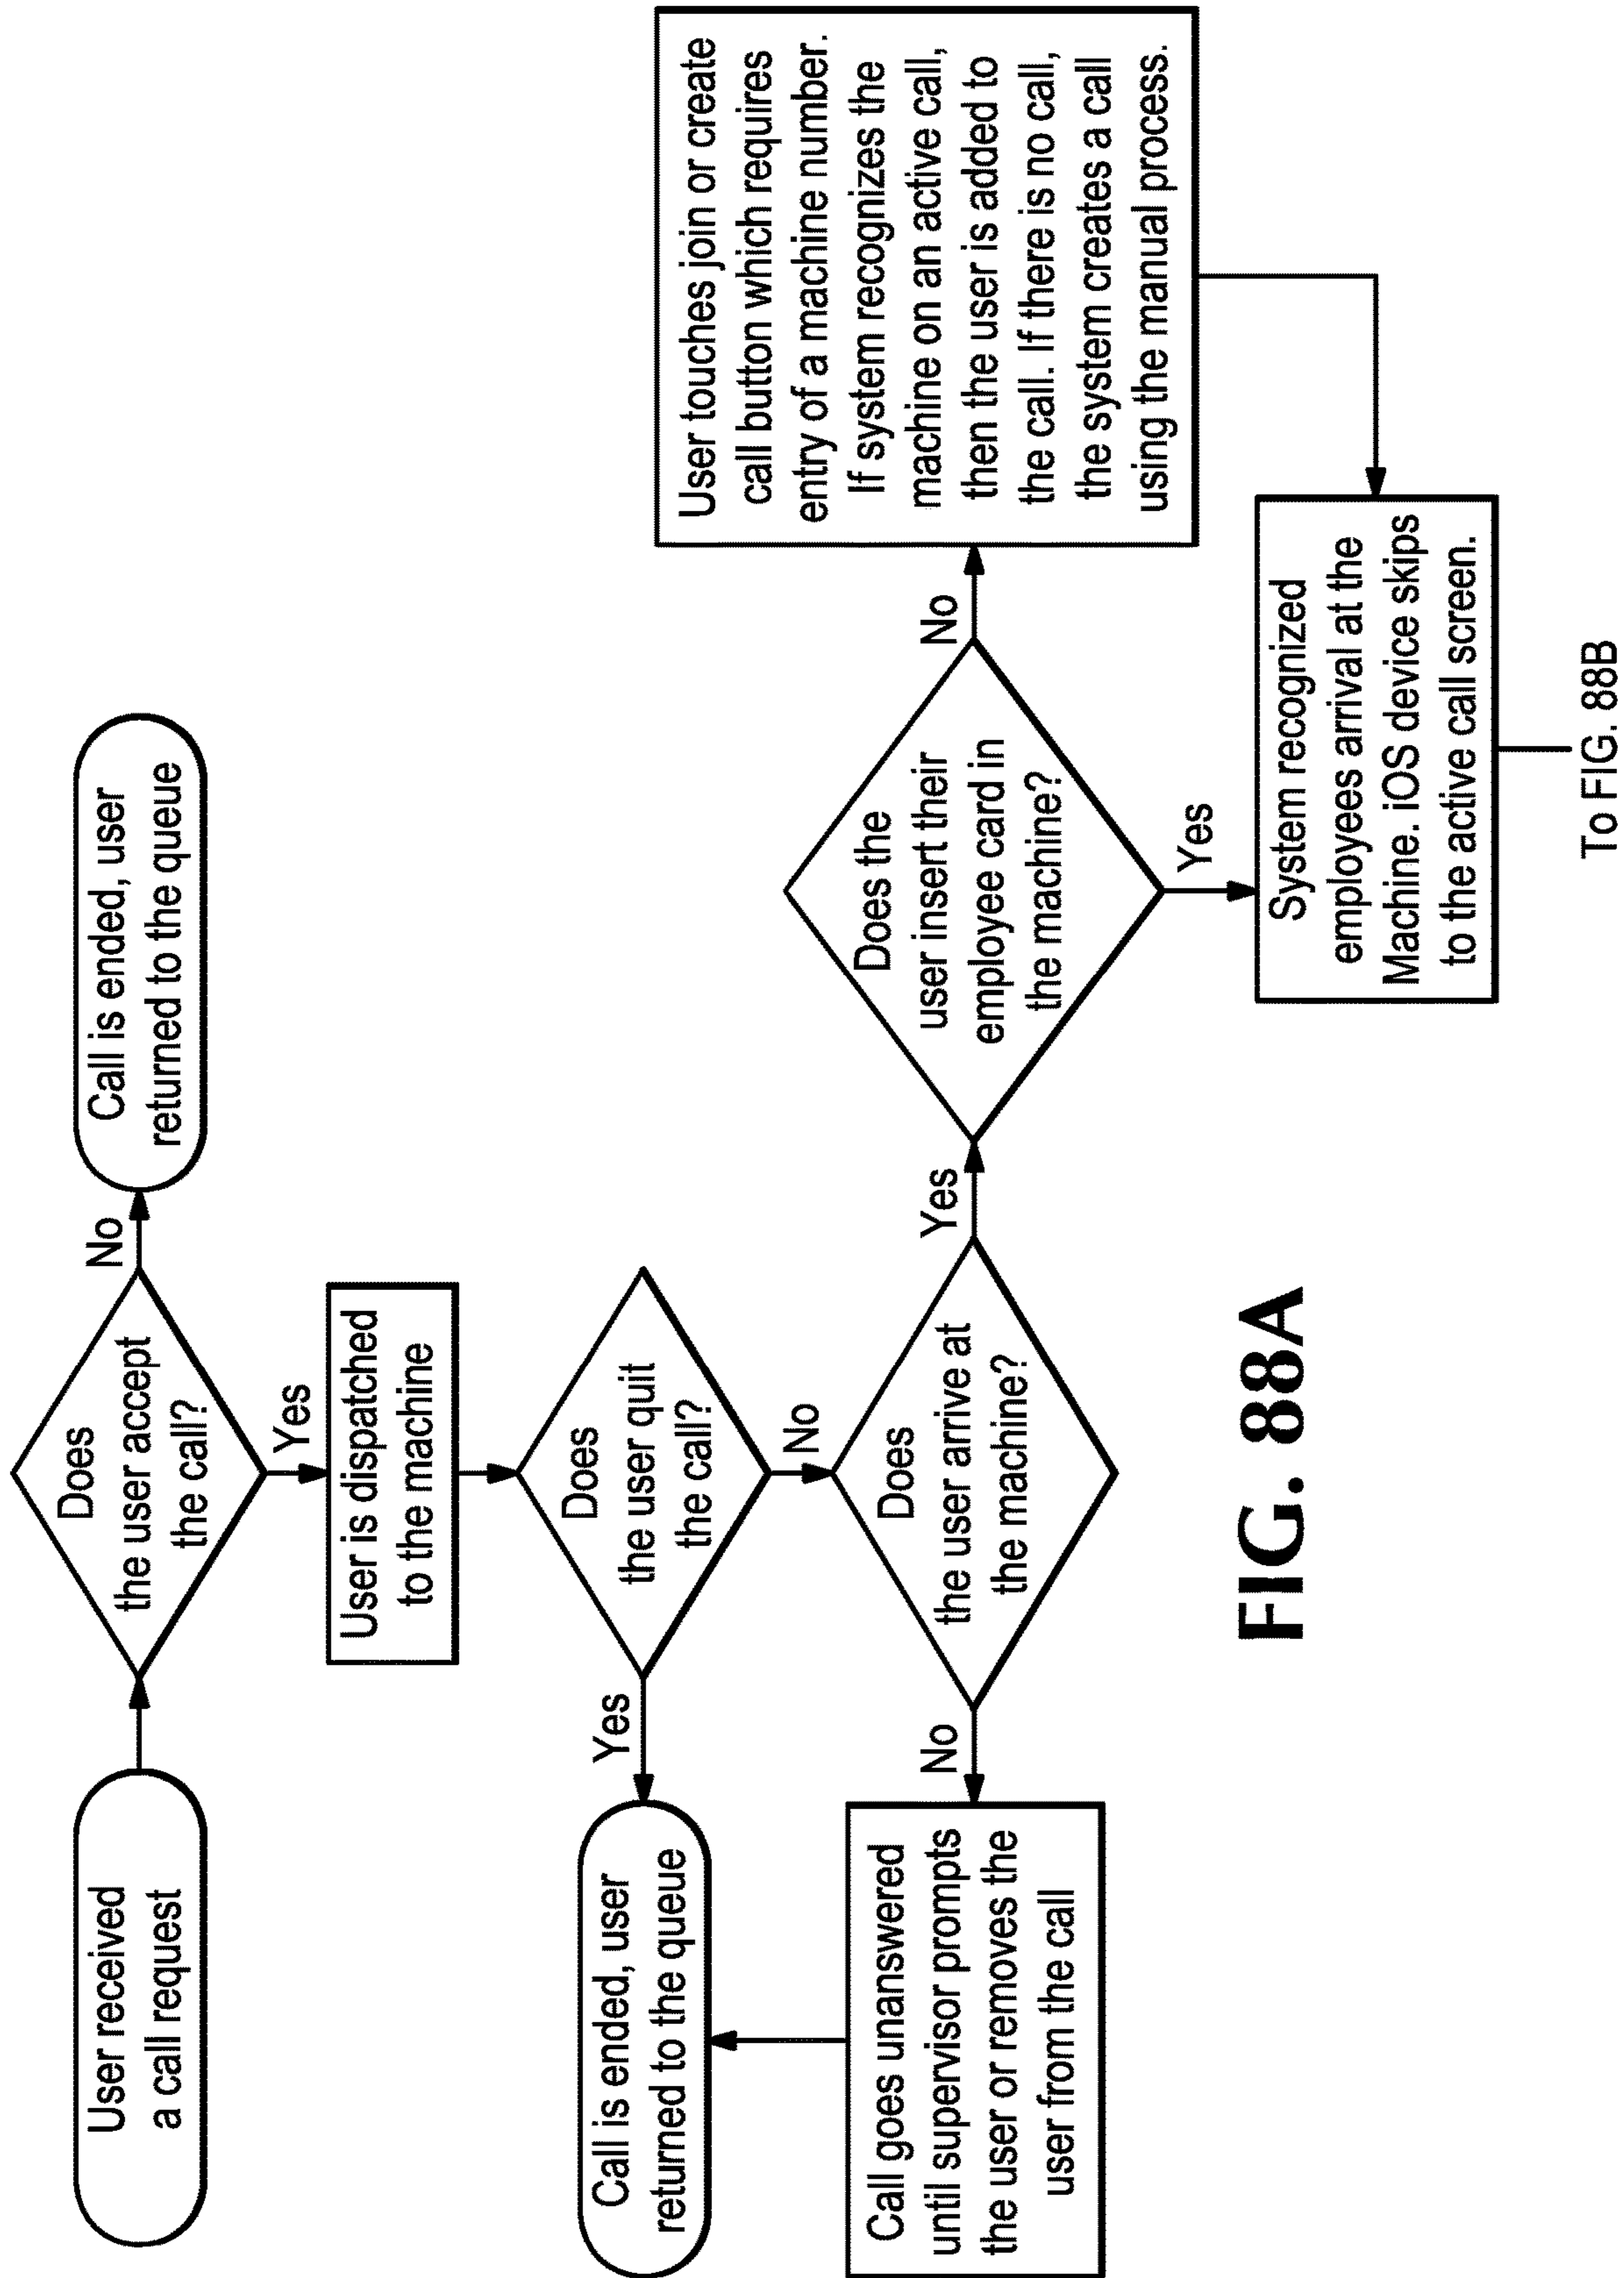 User received
a call request
Does
the user accept
the call?
No
Call is ended, user
returned to the queue
Yes
User is dispatched
to the machine
Does
the user quit
the call?
Yes
Call is ended, user
returned to the queue
No
Does
the user arrive at
the machine?
No
Call goes unanswered
until supervisor prompts
the user or removes the
user from the call
Yes
Does the
user insert their
employee card in
the machine?
No
User touches join or create
call button which requires
entry of a machine number.
If system recognizes the
machine on an active call,
then the user is added to
the call. If there is no call,
the system creates a call
using the manual process.
Yes
System recognized
employees arrival at the
Machine. iOS device skips
to the active call screen.
To FIG. 88B
FIG. 88A